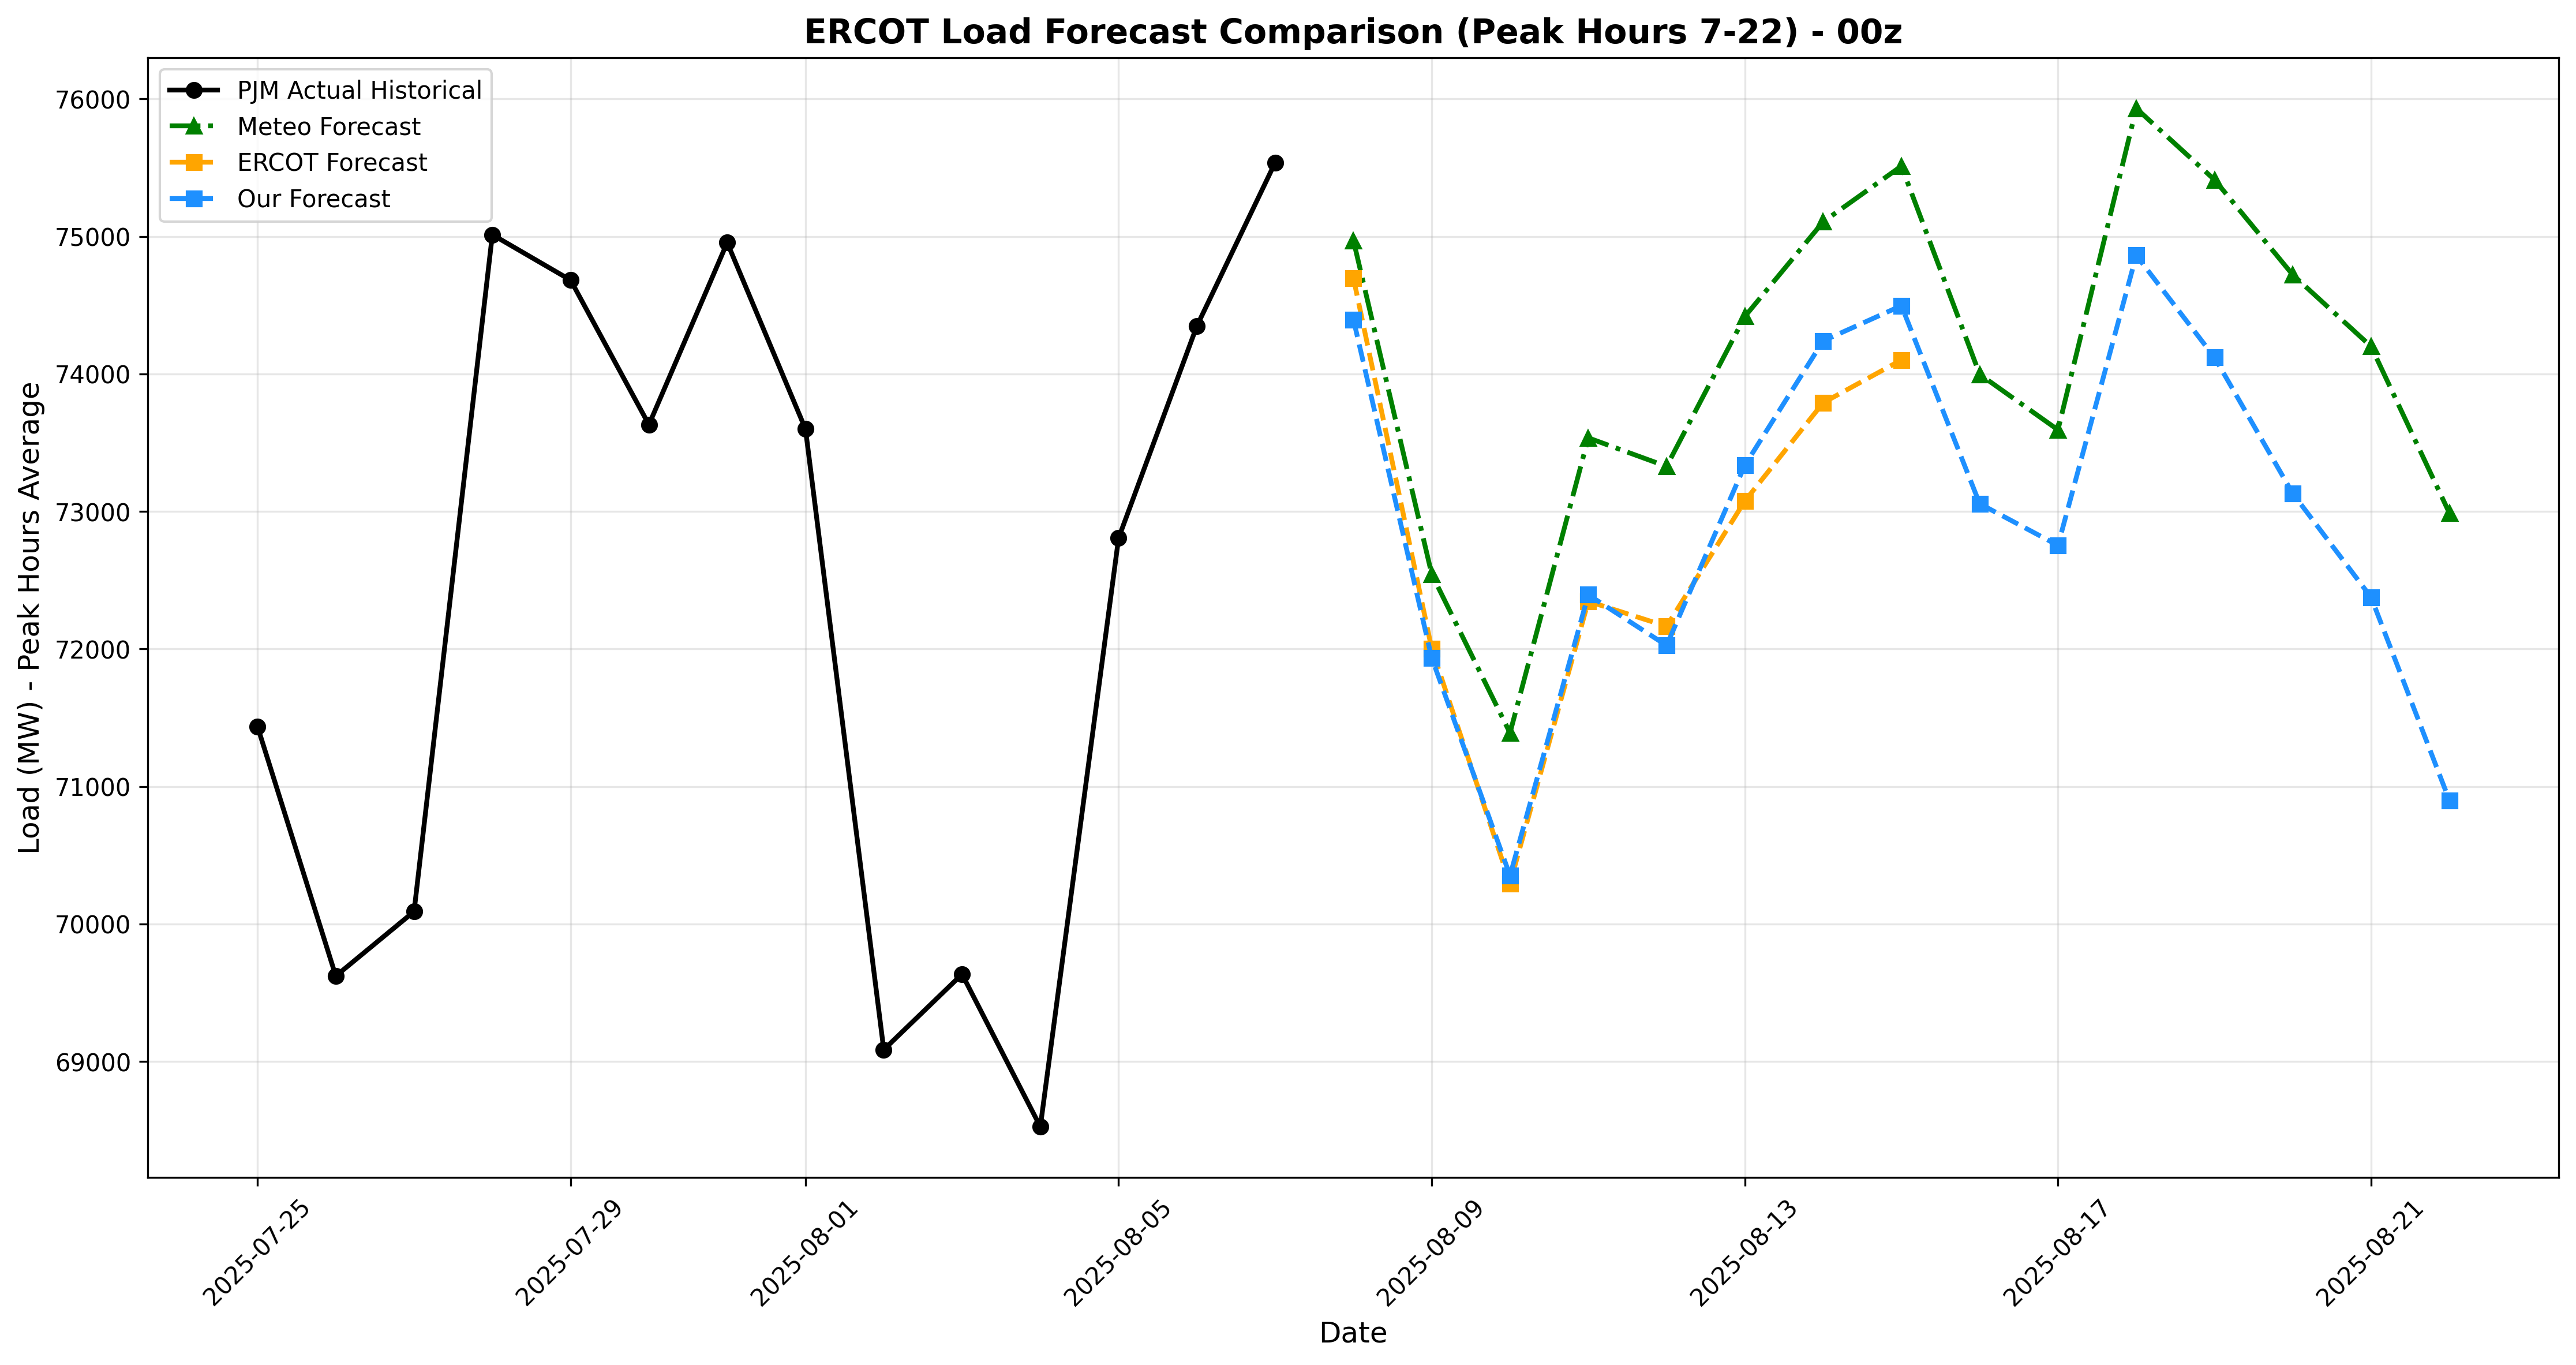 ERCOT Load Forecast Comparison (Peak Hours 7-22) - 00z
PJM Actual Historical
Meteo Forecast
ERCOT Forecast
Our Forecast
Load (MW) - Peak Hours Average
76000
75000
74000
73000
72000
71000
70000
69000
2025-07-25
2025-07-29
2025-08-01
2025-08-05
2025-08-09
2025-08-13
2025-08-17
2025-08-21
Date